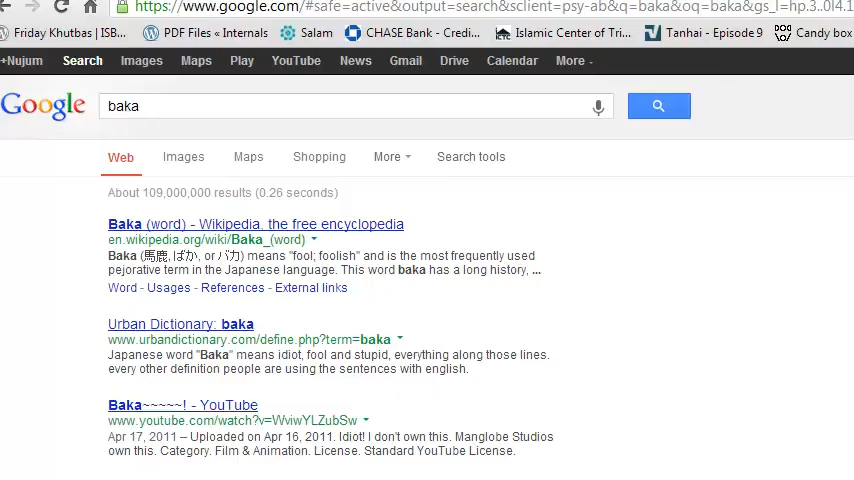 https://www.google.com/#safe=active&output=search&sclient=psy-ab&q=baka&oq=baka&gs_l=hp.3..0l4.1
Friday Khutbas | ISB... PDF Files « Internals Salam CHASE Bank - Credi... Islamic Center of Tri... Tanhai - Episode 9 Candy box
+Nujum Search Images Maps Play YouTube News Gmail Drive Calendar More
Google baka
Web Images Maps Shopping More Search tools
About 109,000,000 results (0.26 seconds)
Baka (word) - Wikipedia, the free encyclopedia
en.wikipedia.org/wiki/Baka_(word)
Baka (馬鹿, ばか, or バカ) means "fool; foolish" and is the most frequently used
pejorative term in the Japanese language. This word baka has a long history, ...
Word - Usages - References - External links
Urban Dictionary: baka
www.urbandictionary.com/define.php?term=baka
Japanese word "Baka" means idiot, fool and stupid, everything along those lines.
every other definition people are using the sentences with english.
Baka~~~~~! - YouTube
www.youtube.com/watch?v=WviwYLZubSw
Apr 17, 2011 – Uploaded on Apr 16, 2011. Idiot! I don't own this. Manglobe Studios
own this. Category. Film & Animation. License. Standard YouTube License.